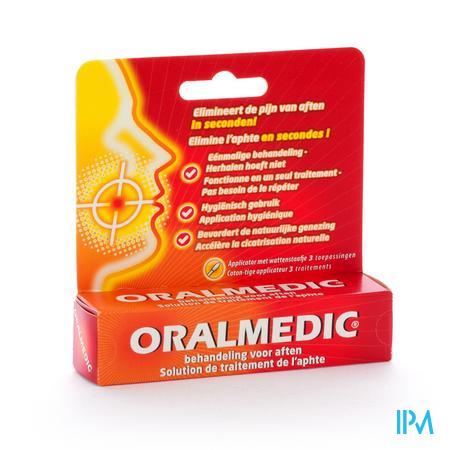 Elimineert de pijn van aften
in seconden!
Elimine l'aphte en secondes !
Eénmalige behandeling -
Herhalen hoeft niet
Fonctionne en un seul traitement -
Pas besoin de le répéter
Hygiënisch gebruik
Application hygiénique
Bevordert de natuurlijke genezing
Accélère la cicatrisation naturelle
Applicator met wattenstaafje 3 toepassingen
Coton-tige applicateur 3 traitements
ORALMEDIC®
behandeling voor aften
Solution de traitement de l'aphte
IPM